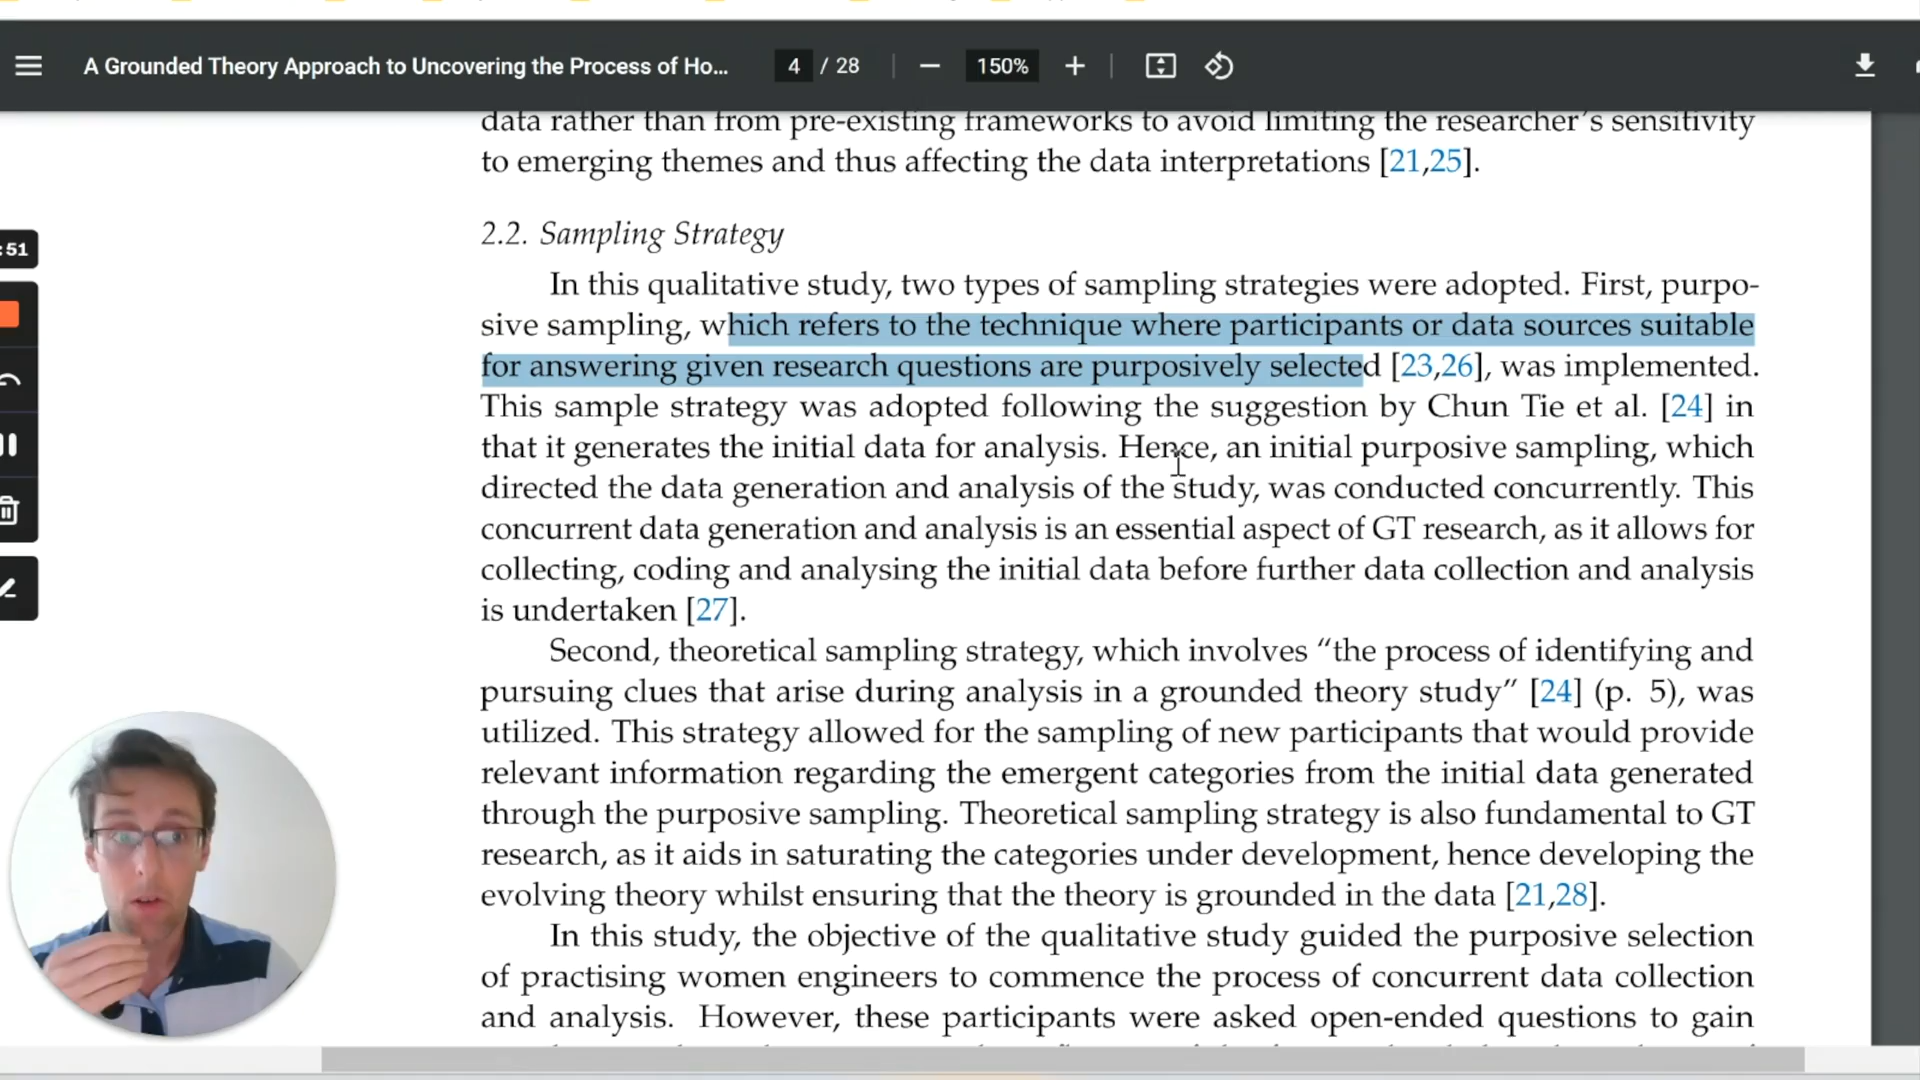 A Grounded Theory Approach to Uncovering the Process of Ho... 4 / 28 150%
data rather than from pre-existing frameworks to avoid limiting the researcher's sensitivity
to emerging themes and thus affecting the data interpretations [21,25].
:51
2.2. Sampling Strategy
In this qualitative study, two types of sampling strategies were adopted. First, purpo-
sive sampling, which refers to the technique where participants or data sources suitable
for answering given research questions are purposively selected [23,26], was implemented.
This sample strategy was adopted following the suggestion by Chun Tie et al. [24] in
that it generates the initial data for analysis. Hence, an initial purposive sampling, which
directed the data generation and analysis of the study, was conducted concurrently. This
concurrent data generation and analysis is an essential aspect of GT research, as it allows for
collecting, coding and analysing the initial data before further data collection and analysis
is undertaken [27].
Second, theoretical sampling strategy, which involves “the process of identifying and
pursuing clues that arise during analysis in a grounded theory study” [24] (p. 5), was
utilized. This strategy allowed for the sampling of new participants that would provide
relevant information regarding the emergent categories from the initial data generated
through the purposive sampling. Theoretical sampling strategy is also fundamental to GT
research, as it aids in saturating the categories under development, hence developing the
evolving theory whilst ensuring that the theory is grounded in the data [21,28].
In this study, the objective of the qualitative study guided the purposive selection
of practising women engineers to commence the process of concurrent data collection
and analysis. However, these participants were asked open-ended questions to gain